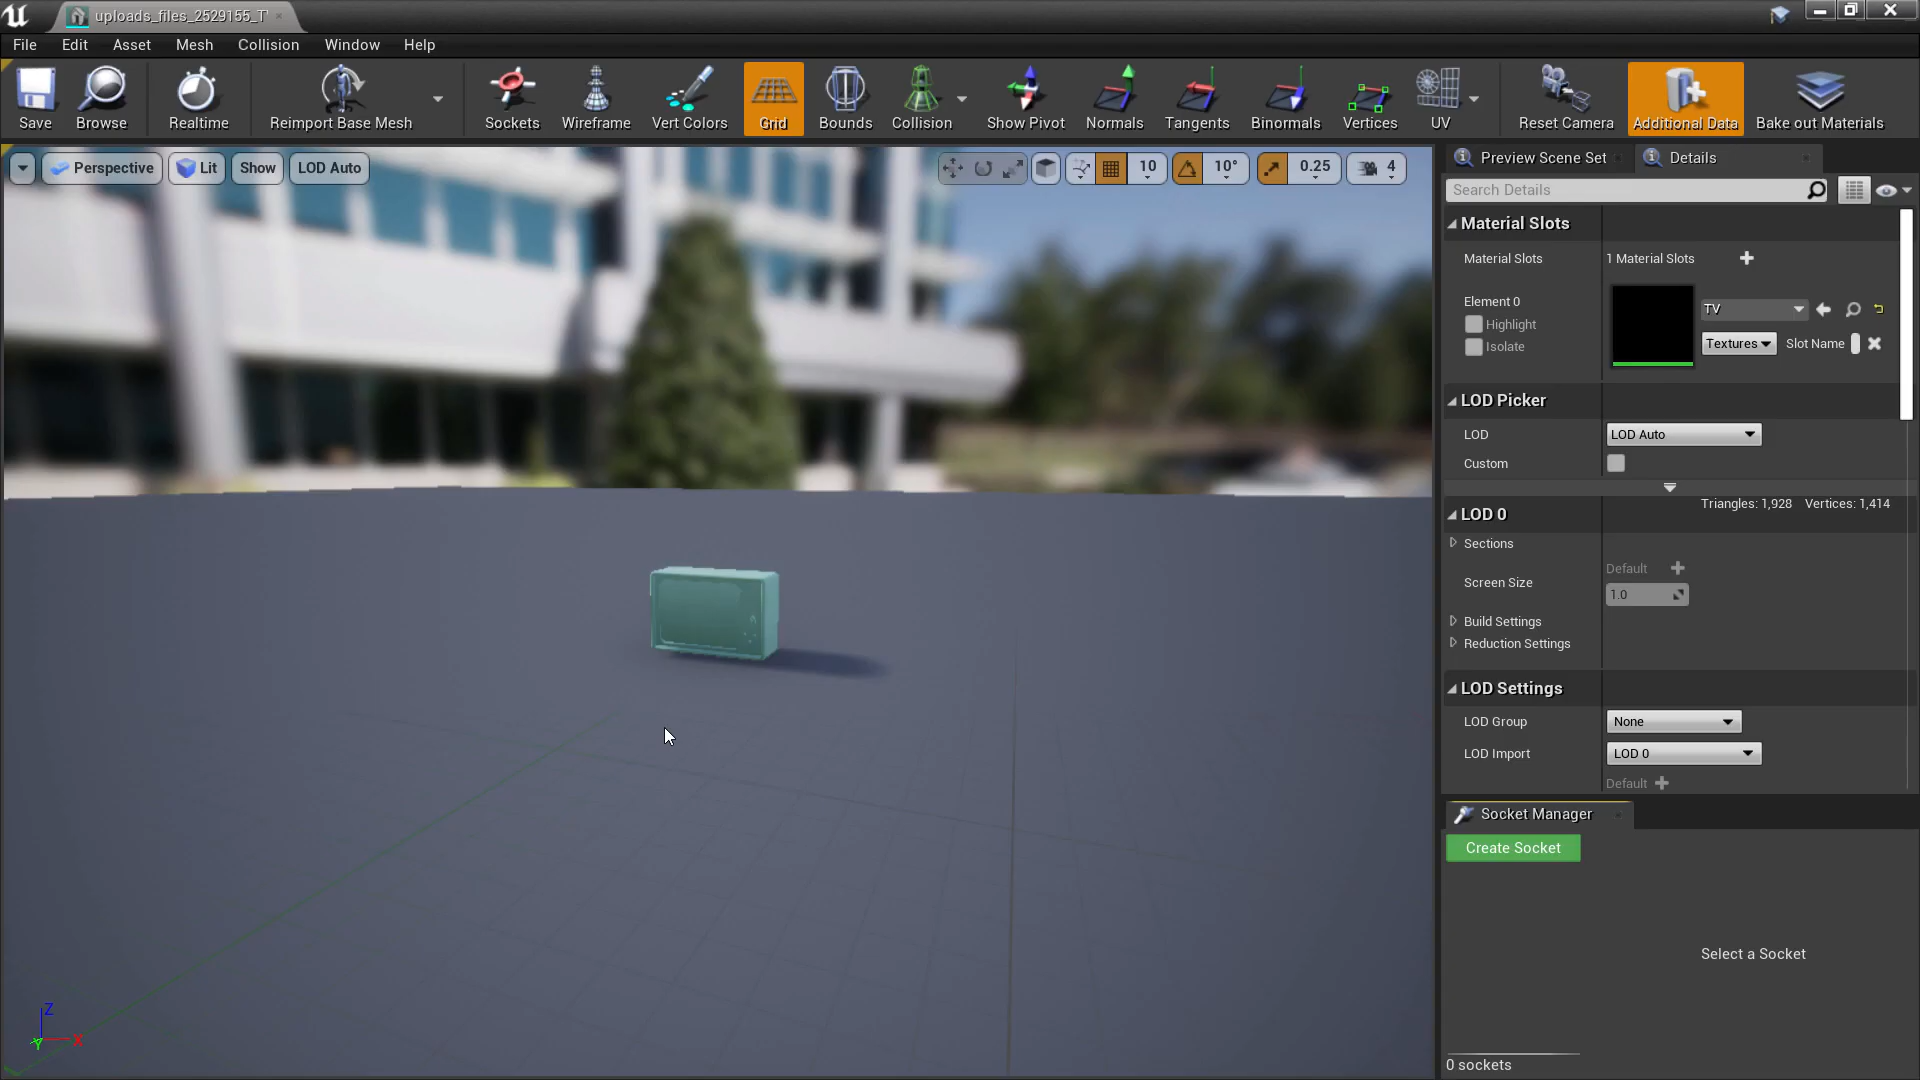 uploads_files_2529155_T
File Edit Asset Mesh Collision Window Help
Save Browse Realtime Reimport Base Mesh Sockets Wireframe Vert Colors Grid Bounds Collision Show Pivot Normals Tangents Binormals Vertices UV Reset Camera Additional Data Bake out Materials
Perspective Lit Show LOD Auto 10 10° 0.25 4
Preview Scene Set Details
Search Details
Material Slots
Material Slots 1 Material Slots
Element 0
Highlight
Isolate
TV
Textures Slot Name
LOD Picker
LOD LOD Auto
Custom
Triangles: 1,928 Vertices: 1,414
LOD 0
Sections
Default
Screen Size
1.0
Build Settings
Reduction Settings
LOD Settings
LOD Group None
LOD Import LOD 0
Default
Socket Manager
Create Socket
Select a Socket
0 sockets
Z
Y X